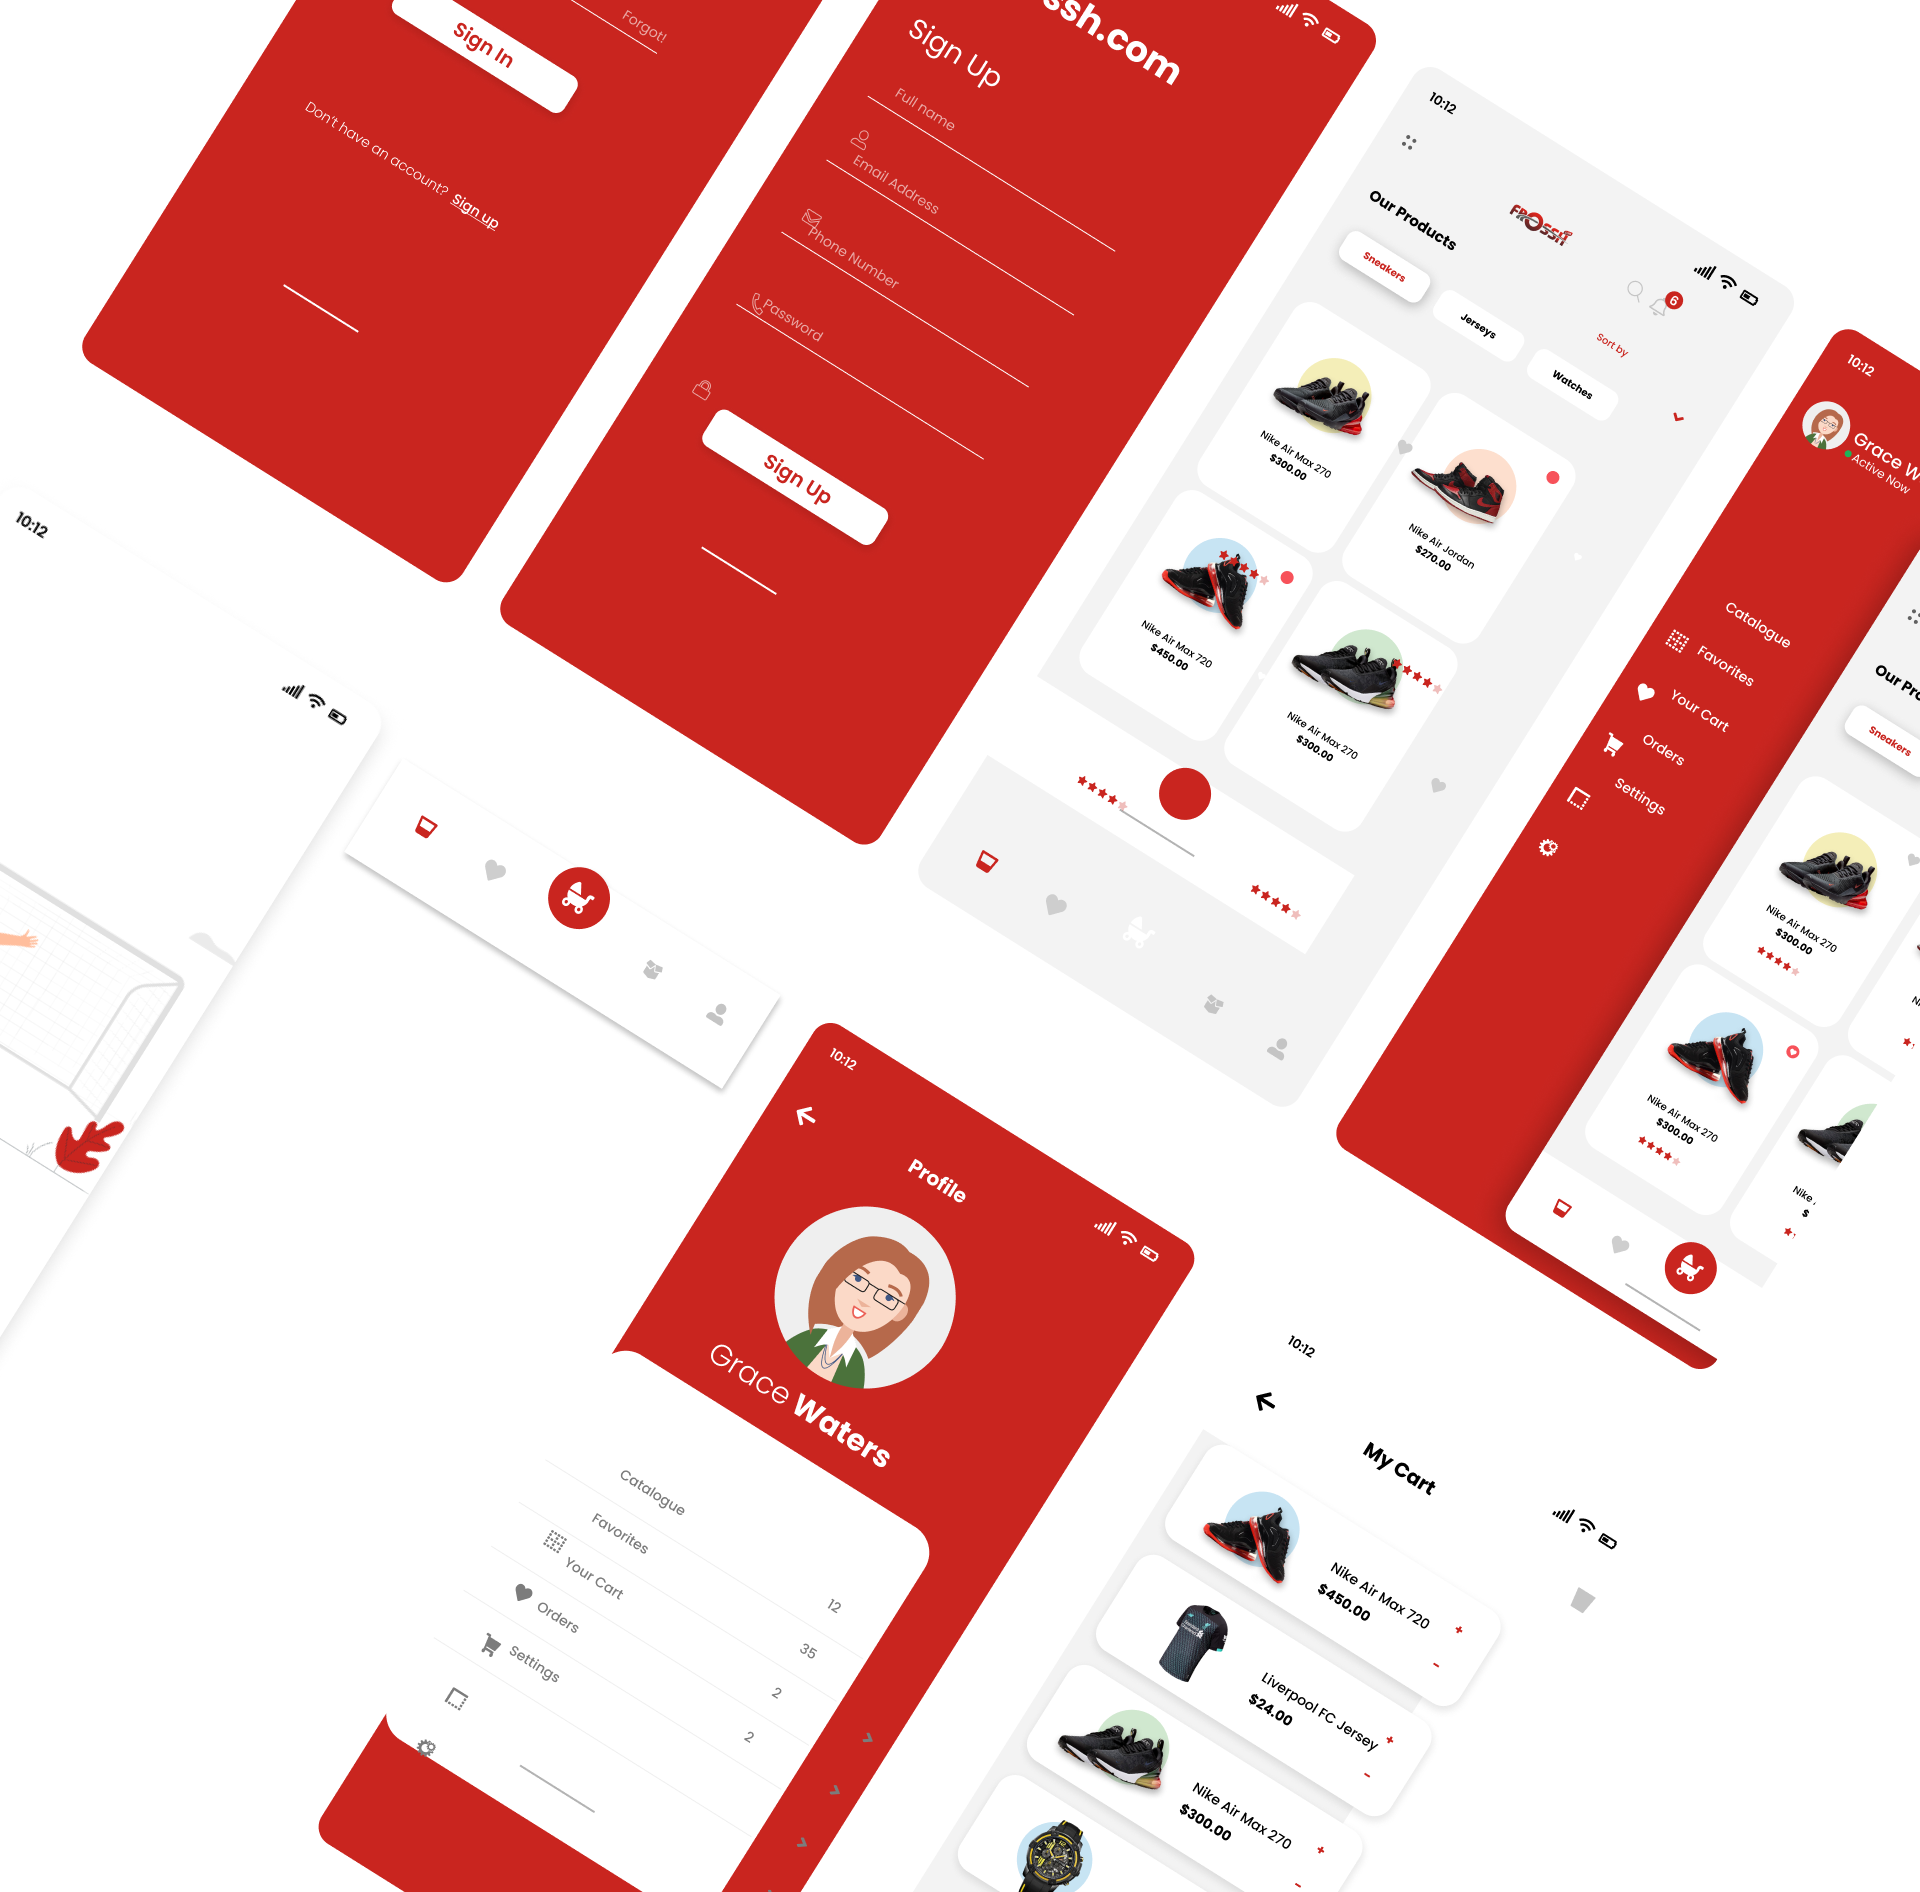 Forgot!
Sign In
Don't have an account? Sign up
ssh.com
Sign Up
Full name
Email Address
Phone Number
Password
Sign Up
10:12
FROSSH
Our Products
6
Sneakers
Jerseys
Watches
Sort by
Nike Air Max 270
$300.00
Nike Air Jordan
$270.00
Nike Air Max 720
$450.00
Nike Air Max 270
$300.00
10:12
Grace W
Active Now
Catalogue
Favorites
Your Cart
Orders
Settings
Our Pro
Sneakers
Nike Air Max 270
$300.00
Nike Air Max 270
$300.00
Nike
$
10:12
10:12
Profile
Grace Waters
Catalogue
Favorites
Your Cart
Orders
Settings
12
35
2
2
10:12
My Cart
Nike Air Max 720
$450.00
+
-
Liverpool FC Jersey
$24.00
+
-
Nike Air Max 270
$300.00
+
-